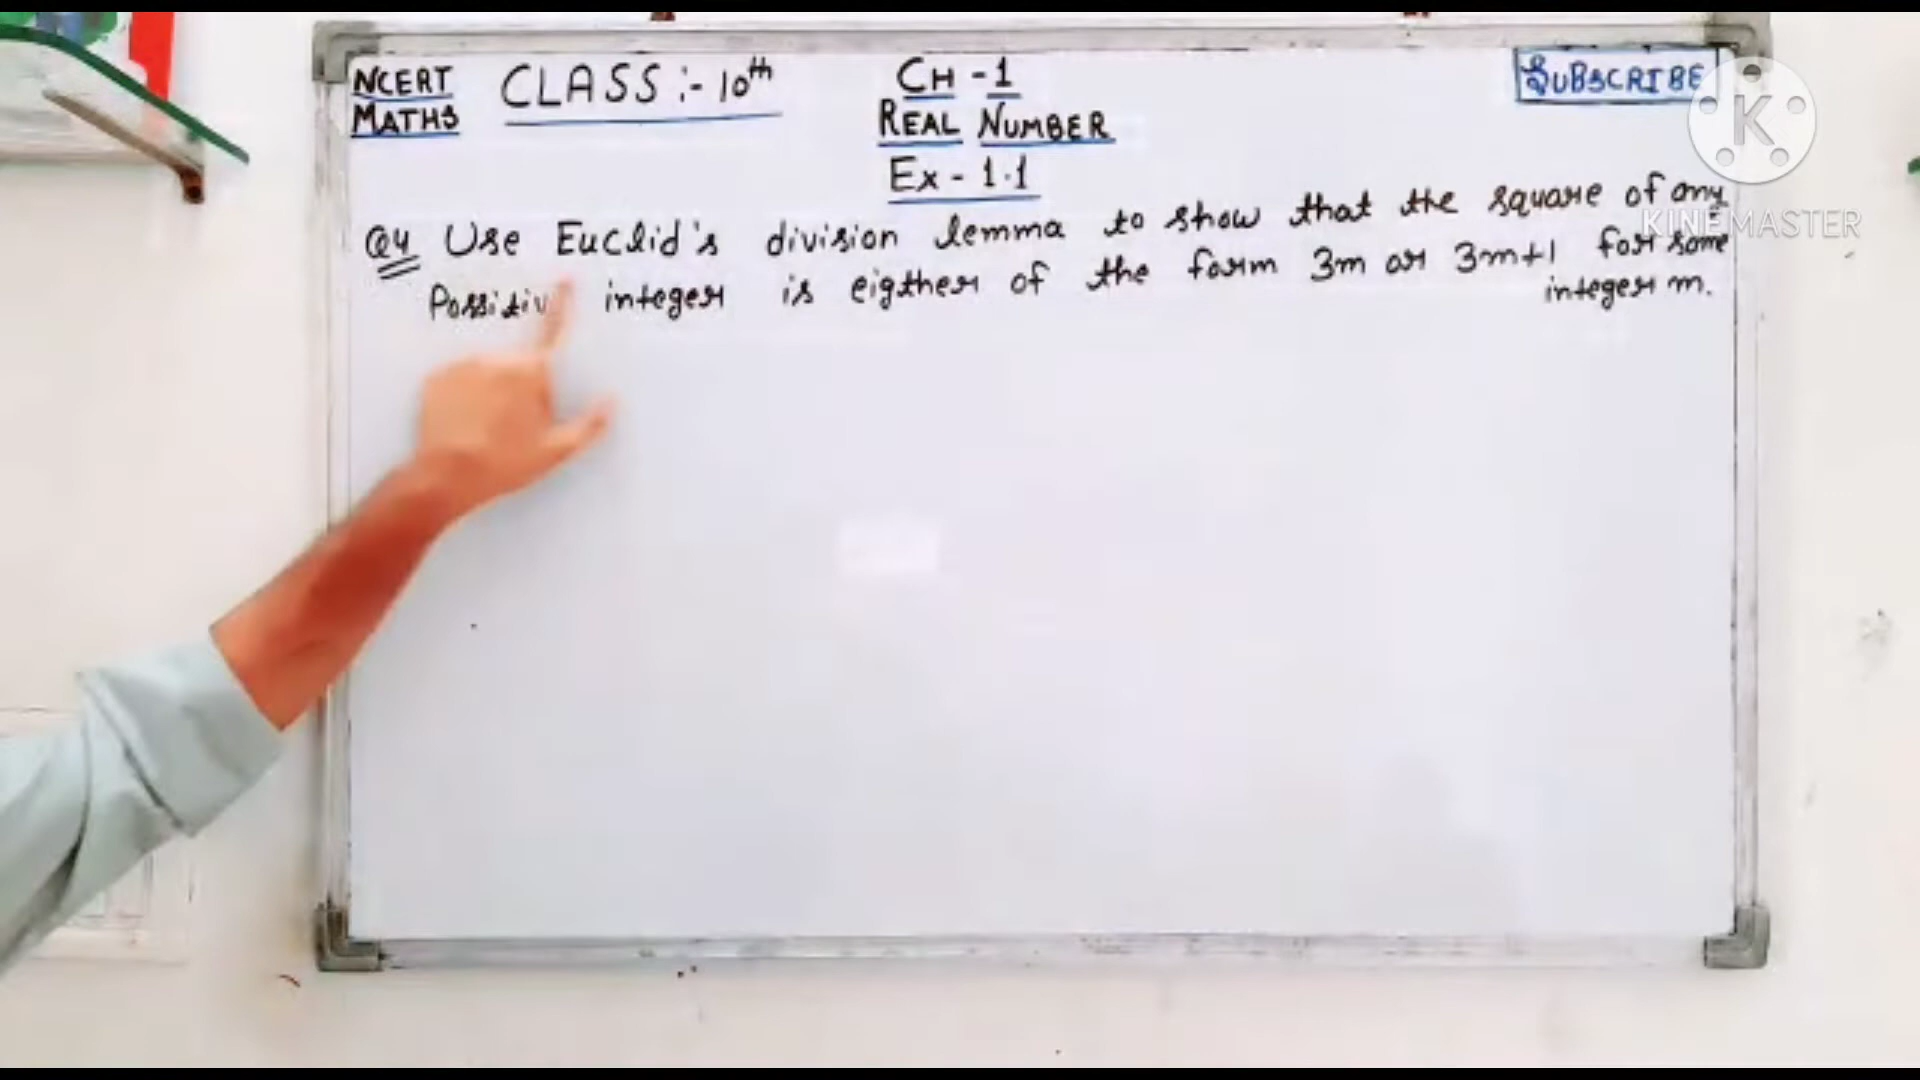 NCERT MATHS CLASS :- 10th
CH - 1
REAL NUMBER
Ex - 1.1
SUBSCRIBE
K
KINEMASTER
Q4 Use Euclid's division lemma to show that the square of any
Possitiv integer is eigther of the form 3m or 3m+1 for some
integer m.